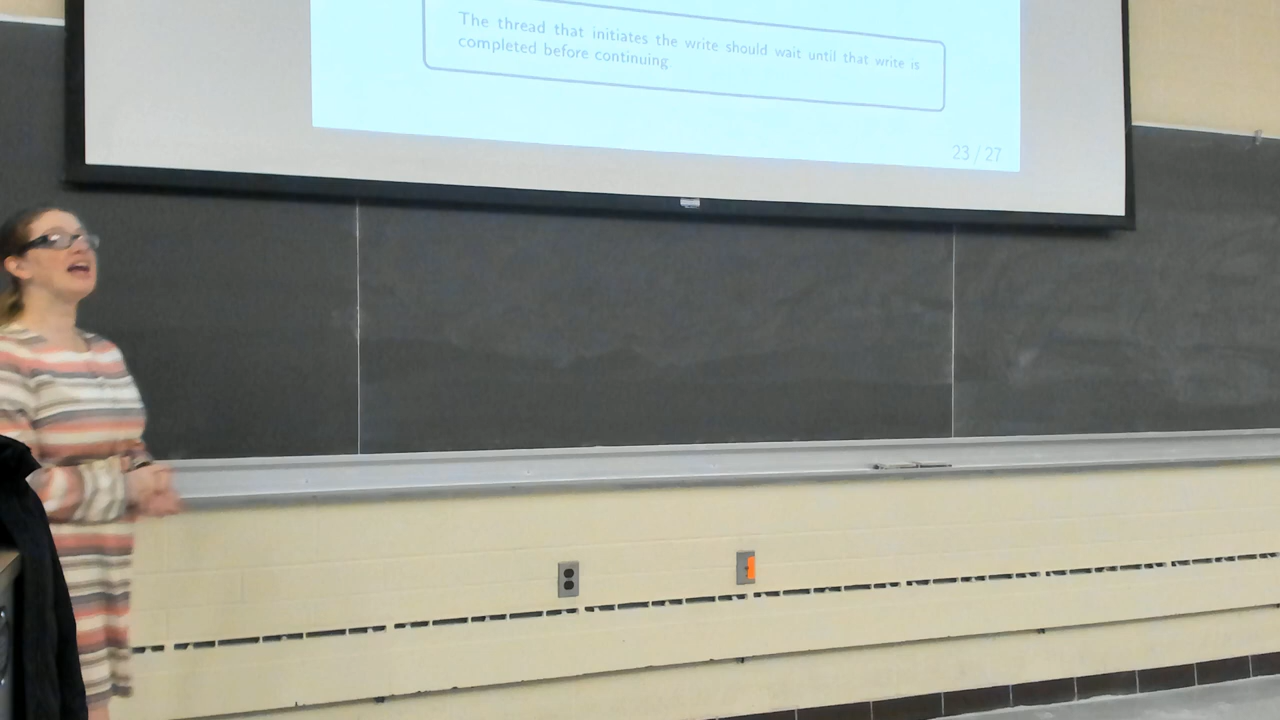 The thread that initiates the write should wait until that write is
completed before continuing.
23 / 27